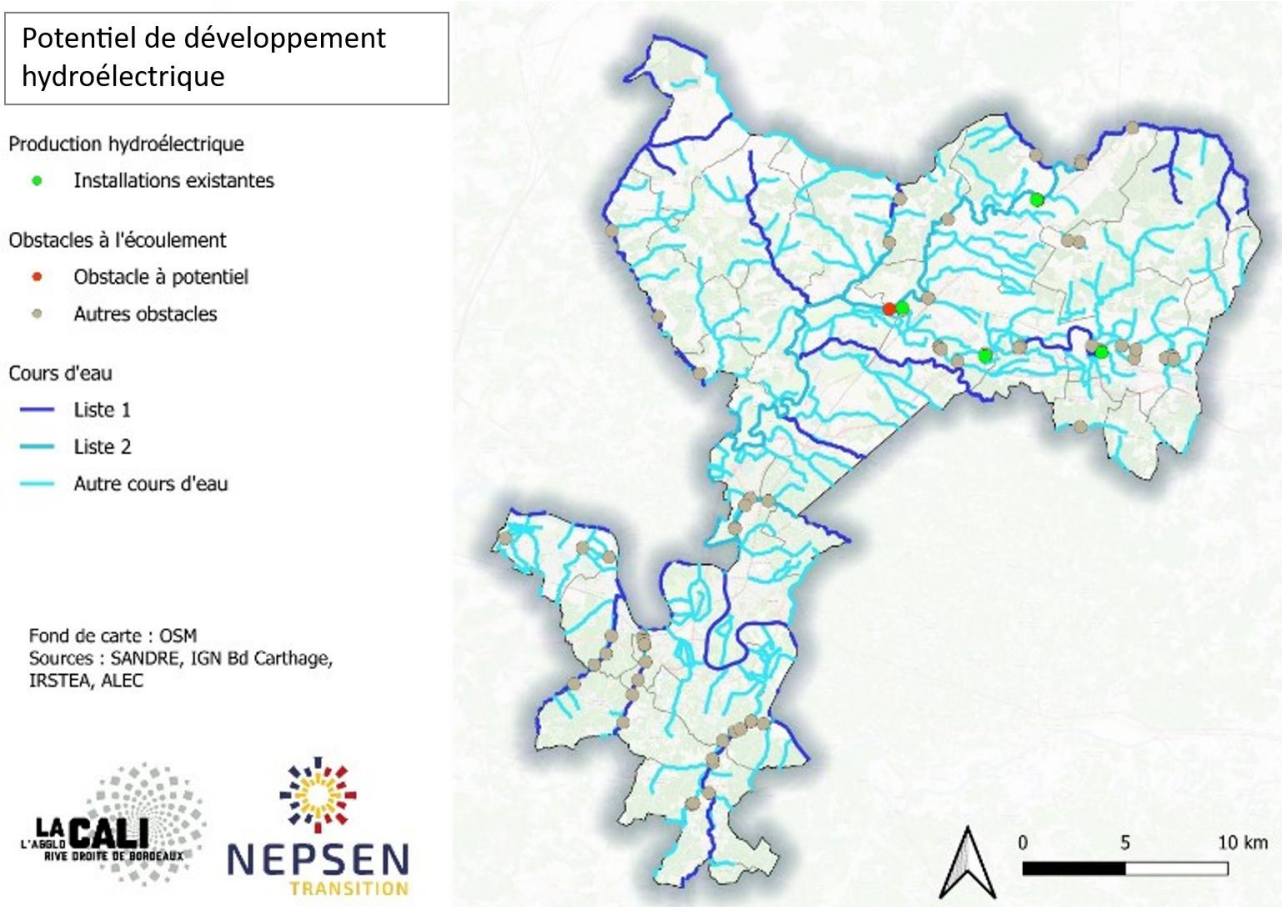 Potentiel de développement
hydroélectrique
Production hydroélectrique
Installations existantes
Obstacles à l'écoulement
Obstacle à potentiel
Autres obstacles
Cours d'eau
Liste 1
Liste 2
Autre cours d'eau
Fond de carte : OSM
Sources : SANDRE, IGN Bd Carthage,
IRSTEA, ALEC
LA CALI
L'AGGLO
RIVE DROITE DE BORDEAUX
NEPSEN
TRANSITION
0 5 10 km